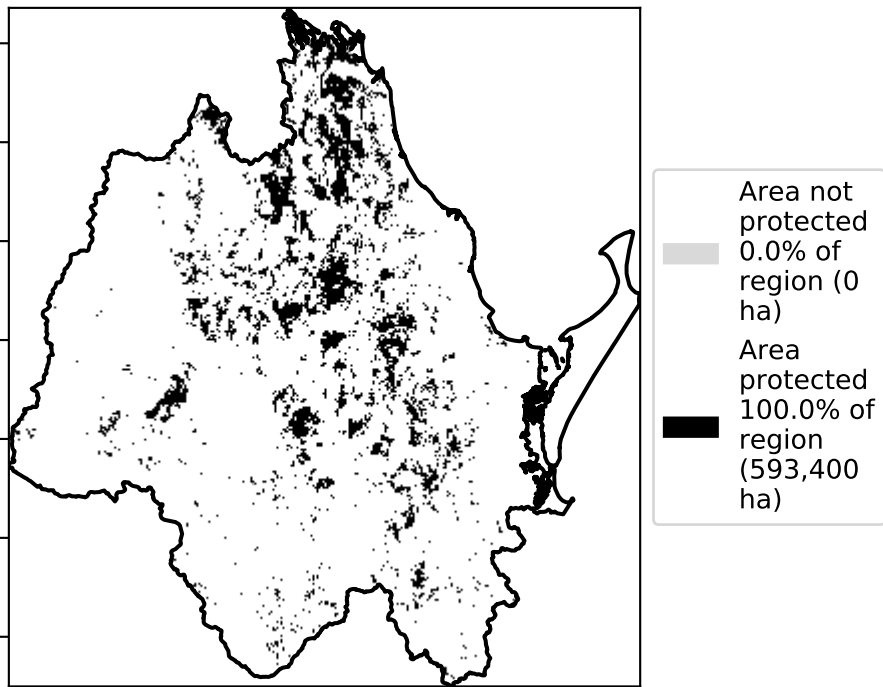 Area not
protected
0.0% of
region (0
ha)
Area
protected
100.0% of
region
(593,400
ha)